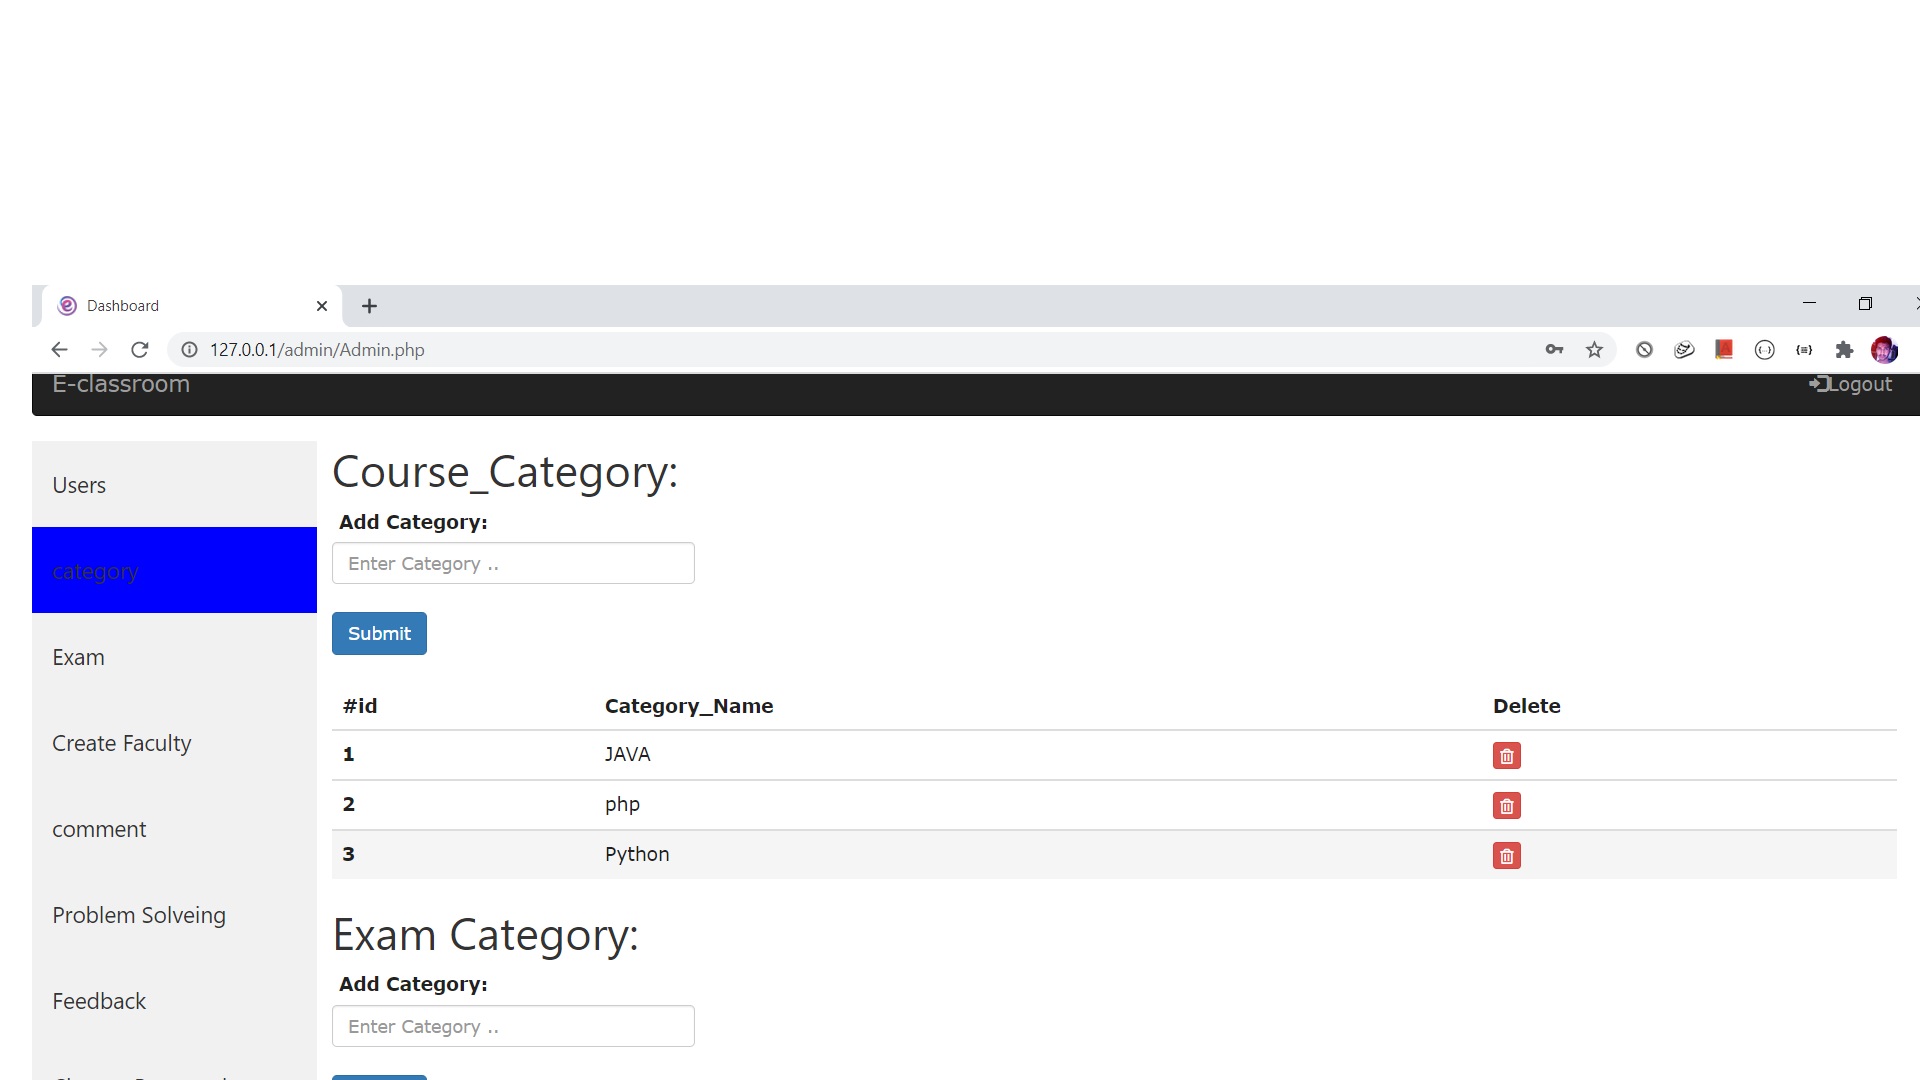 Dashboard
127.0.0.1/admin/Admin.php
E-classroom
Logout
Users
category
Exam
Create Faculty
comment
Problem Solveing
Feedback
Course_Category:
Add Category:
Enter Category ..
Submit
#id Category_Name Delete
1 JAVA
2 php
3 Python
Exam Category:
Add Category:
Enter Category ..